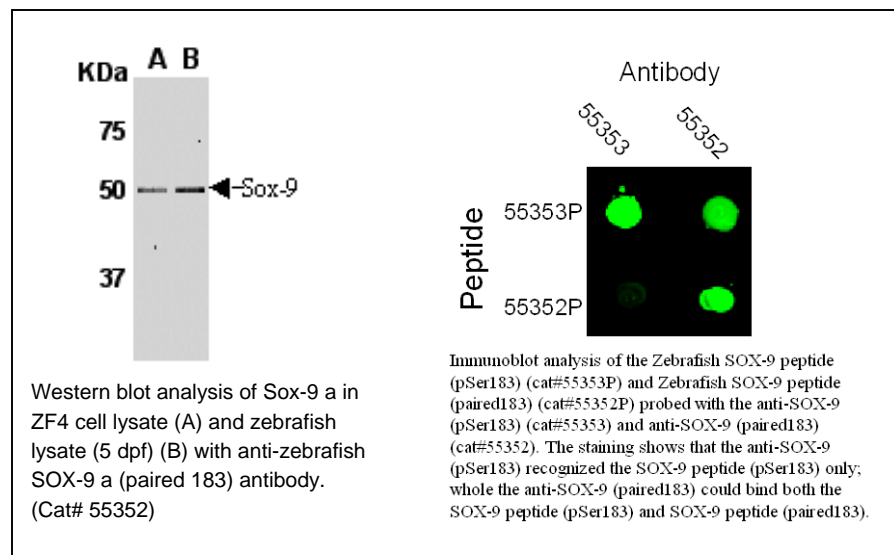 A B
KDa
75
50
Sox-9
37
Western blot analysis of Sox-9 a in
ZF4 cell lysate (A) and zebrafish
lysate (5 dpf) (B) with anti-zebrafish
SOX-9 a (paired 183) antibody.
(Cat# 55352)
Antibody
55353 55352
Peptide
55353P
55352P
Immunoblot analysis of the Zebrafish SOX-9 peptide
(pSer183) (cat#55353P) and Zebrafish SOX-9 peptide
(paired183) (cat#55352P) probed with the anti-SOX-9
(pSer183) (cat#55353) and anti-SOX-9 (paired183)
(cat#55352). The staining shows that the anti-SOX-9
(pSer183) recognized the SOX-9 peptide (pSer183) only;
whole the anti-SOX-9 (paired183) could bind both the
SOX-9 peptide (pSer183) and SOX-9 peptide (paired183).